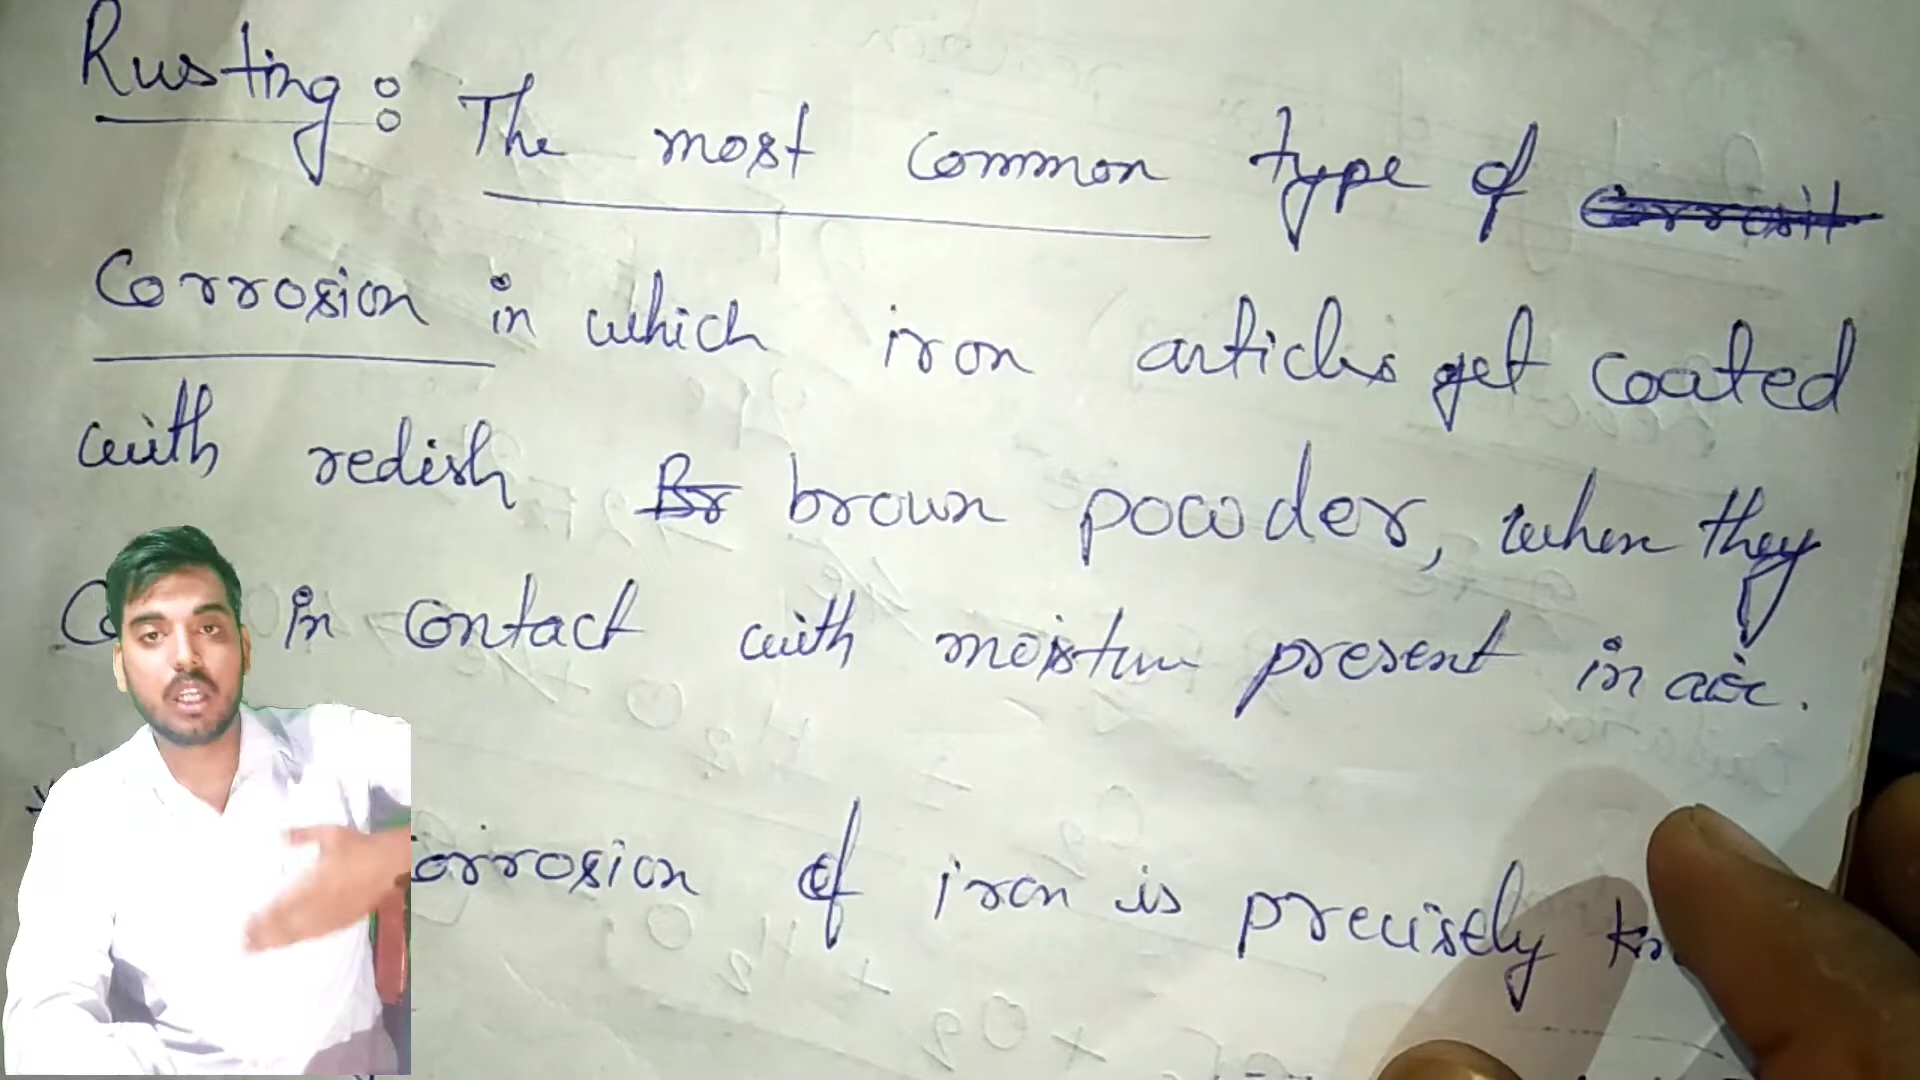 Rusting : The most common type of
Corrosion in which iron articles get coated
with redish brown powder, when they
in contact with moisture present in air.
orrosion of iron is precisely